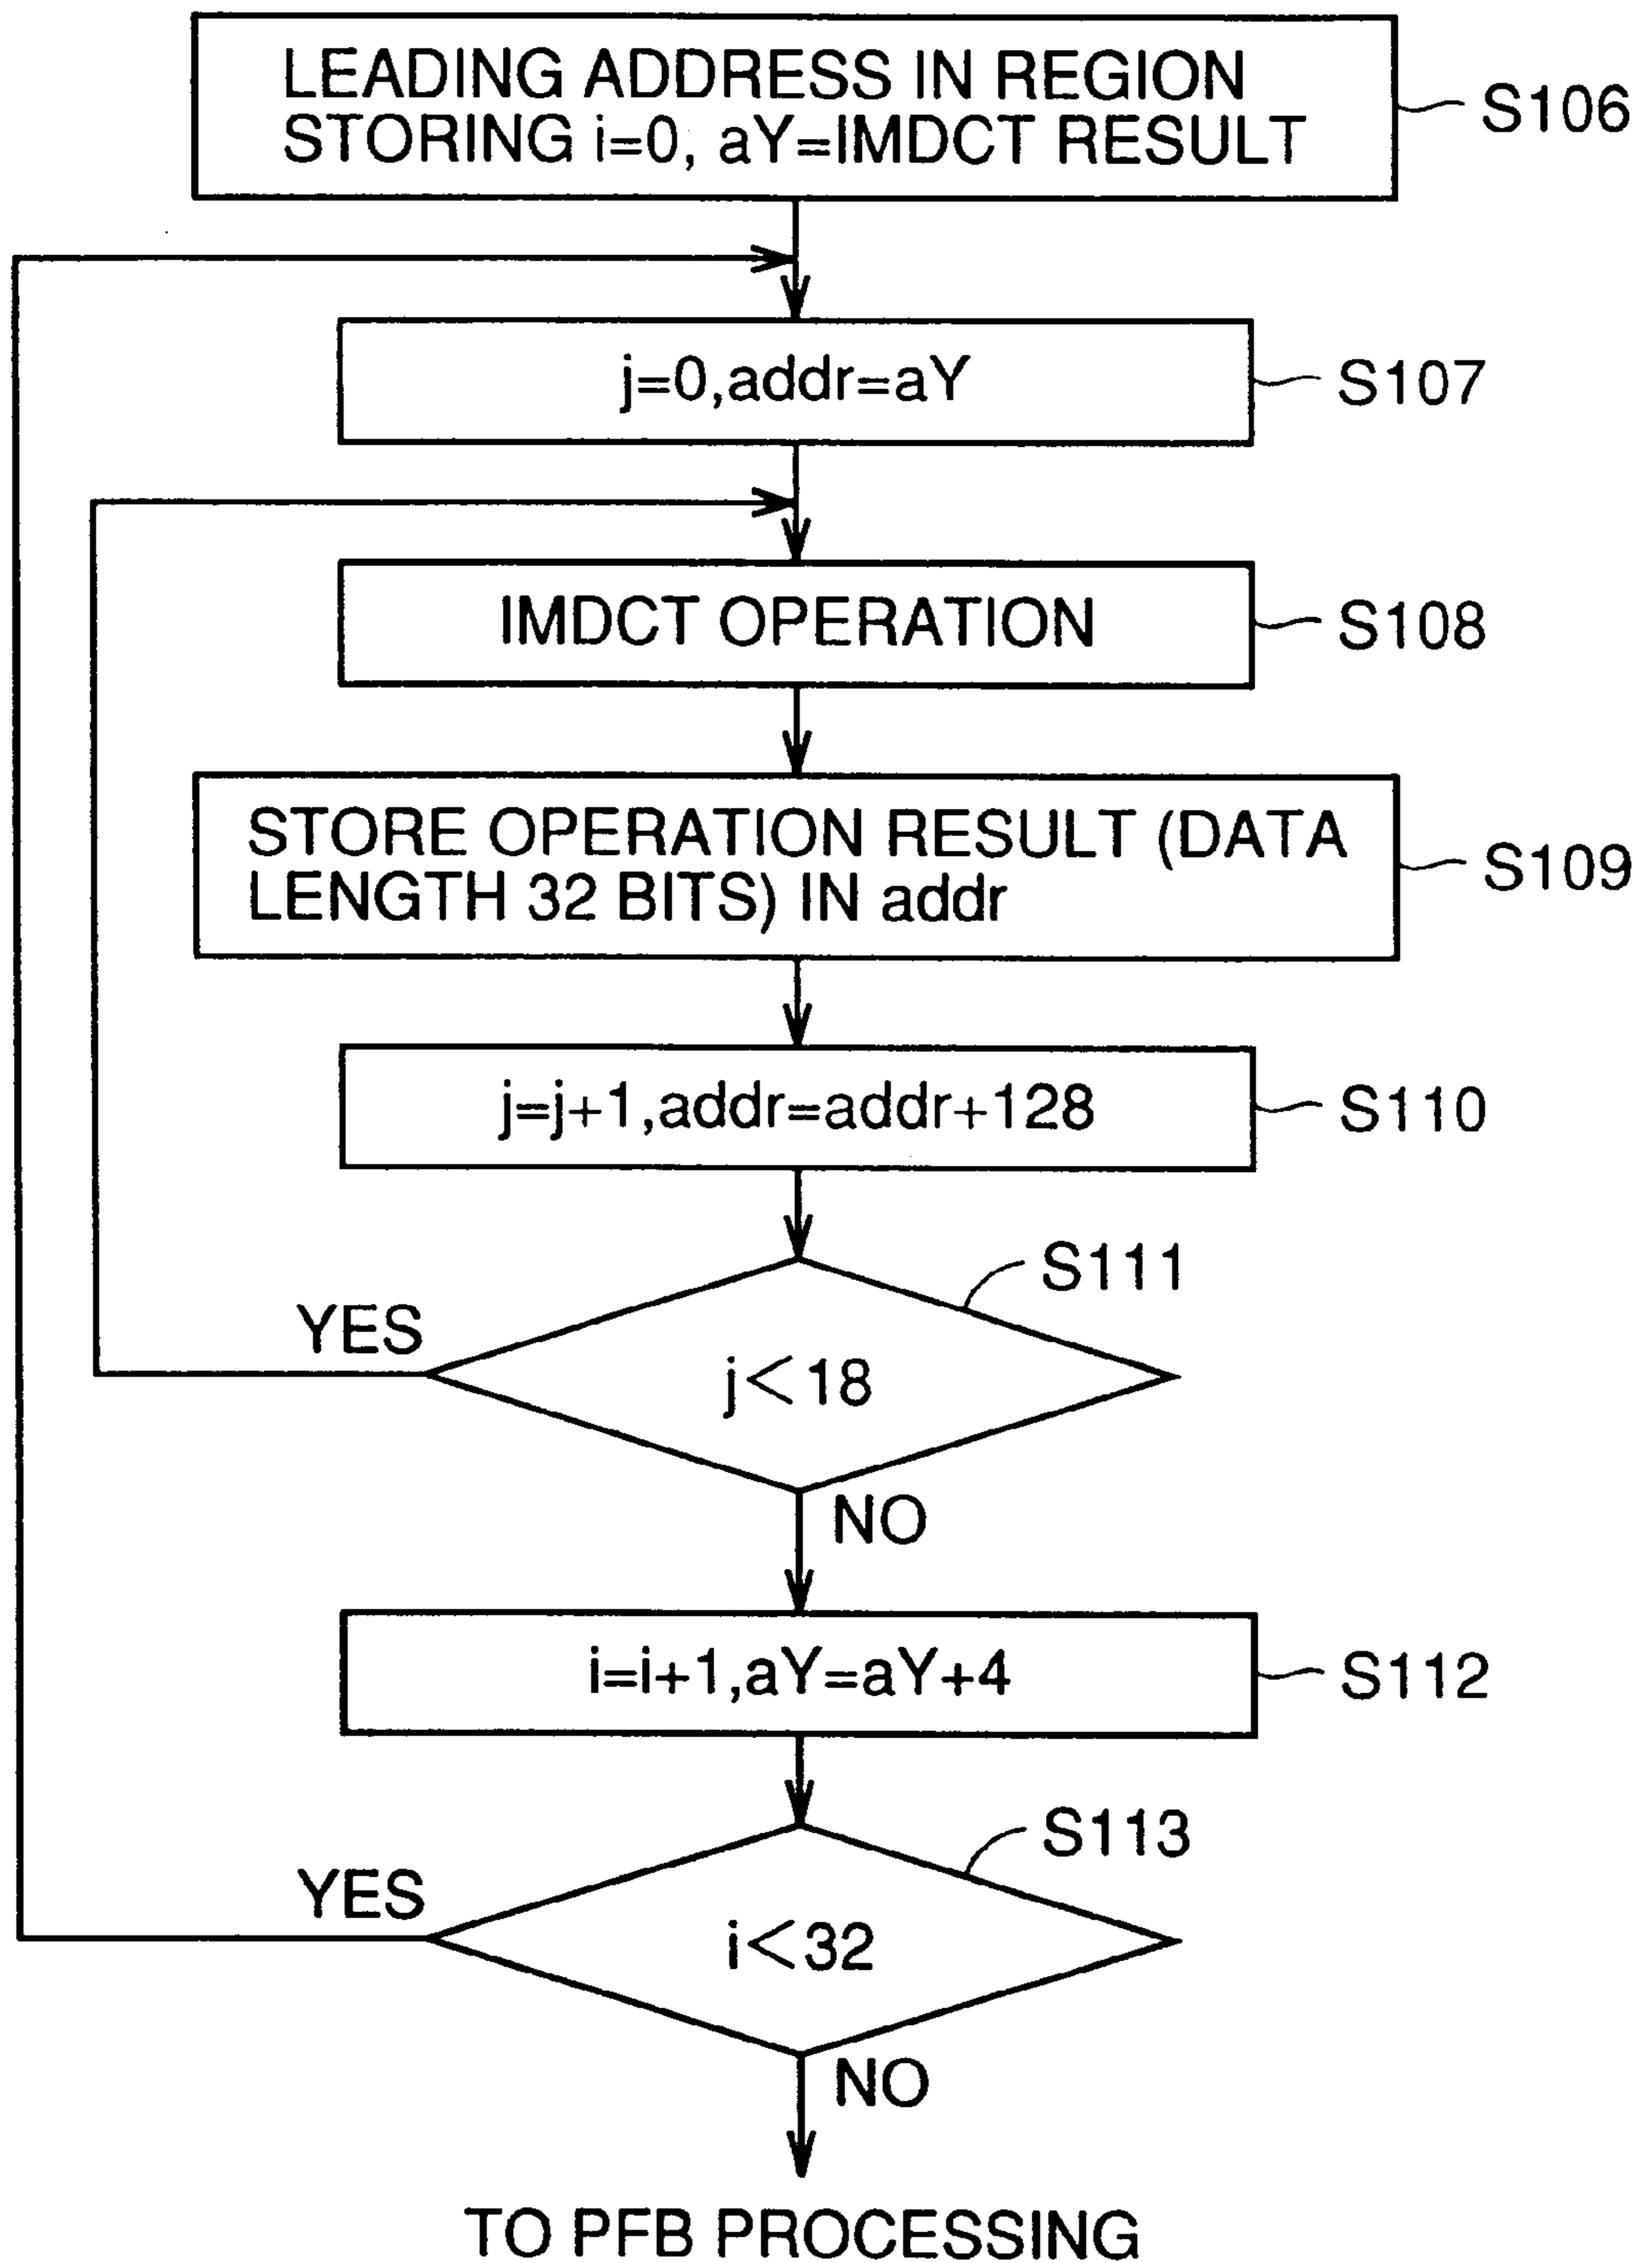 LEADING ADDRESS IN REGION
STORING i=0, aY=IMDCT RESULT
S106
j=0,addr=aY
S107
IMDCT OPERATION
S108
STORE OPERATION RESULT (DATA
LENGTH 32 BITS) IN addr
S109
j=j+1,addr=addr+128
S110
S111
YES
j<18
NO
i=i+1,aY=aY+4
S112
S113
YES
i<32
NO
TO PFB PROCESSING